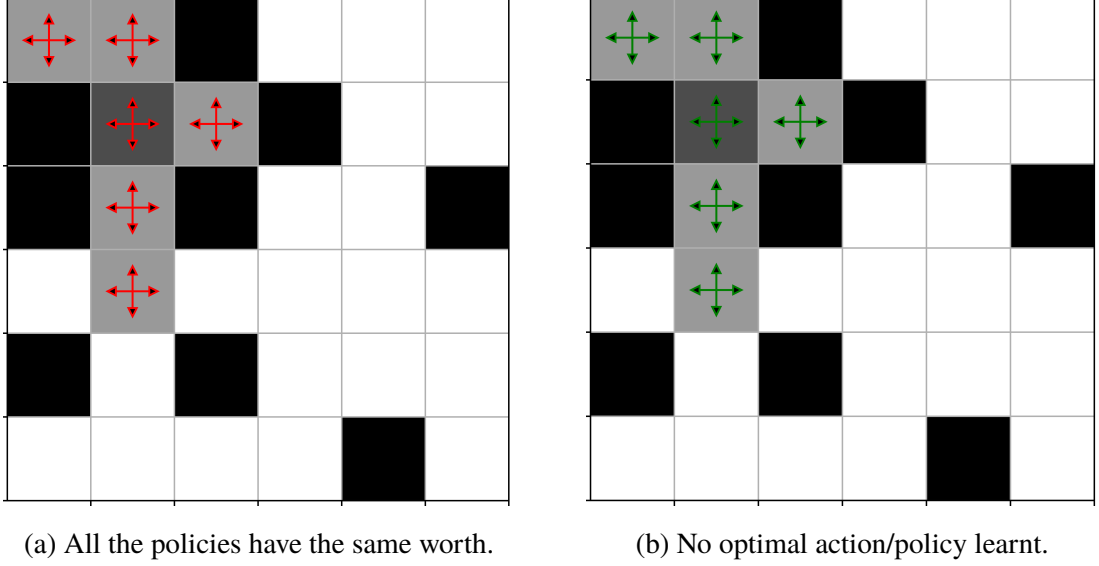 (a) All the policies have the same worth.
(b) No optimal action/policy learnt.